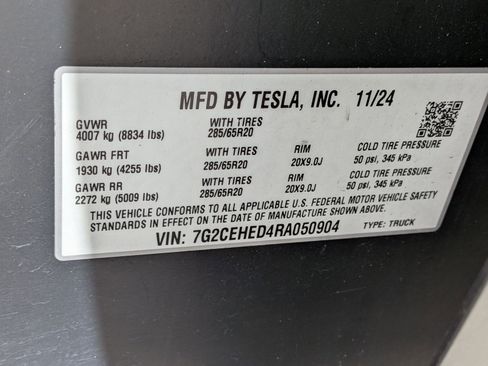 MFD BY TESLA, INC. 11/24
GVWR WITH TIRES
4007 kg (8834 lbs) 285/65R20
GAWR FRT WITH TIRES RIM COLD TIRE PRESSURE
1930 kg (4255 lbs) 285/65R20 20X9.0J 50 psi, 345 kPa
GAWR RR WITH TIRES RIM COLD TIRE PRESSURE
2272 kg (5009 lbs) 285/65R20 20X9.0J 50 psi, 345 kPa
THIS VEHICLE CONFORMS TO ALL APPLICABLE U.S. FEDERAL MOTOR VEHICLE SAFETY
STANDARDS IN EFFECT ON THE DATE OF MANUFACTURE SHOWN ABOVE.
VIN: 7G2CEHED4RA050904 TYPE: TRUCK